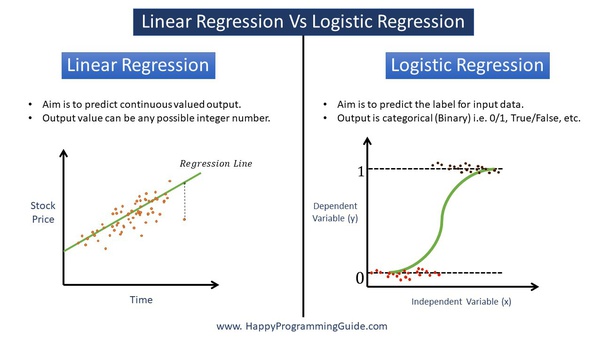 Linear Regression Vs Logistic Regression
Linear Regression
• Aim is to predict continuous valued output.
• Output value can be any possible integer number.
Regression Line
Stock
Price
Time
Logistic Regression
• Aim is to predict the label for input data.
• Output is categorical (Binary) i.e. 0/1, True/False, etc.
1
Dependent
Variable (y)
0
Independent Variable (x)
www. HappyProgrammingGuide.com